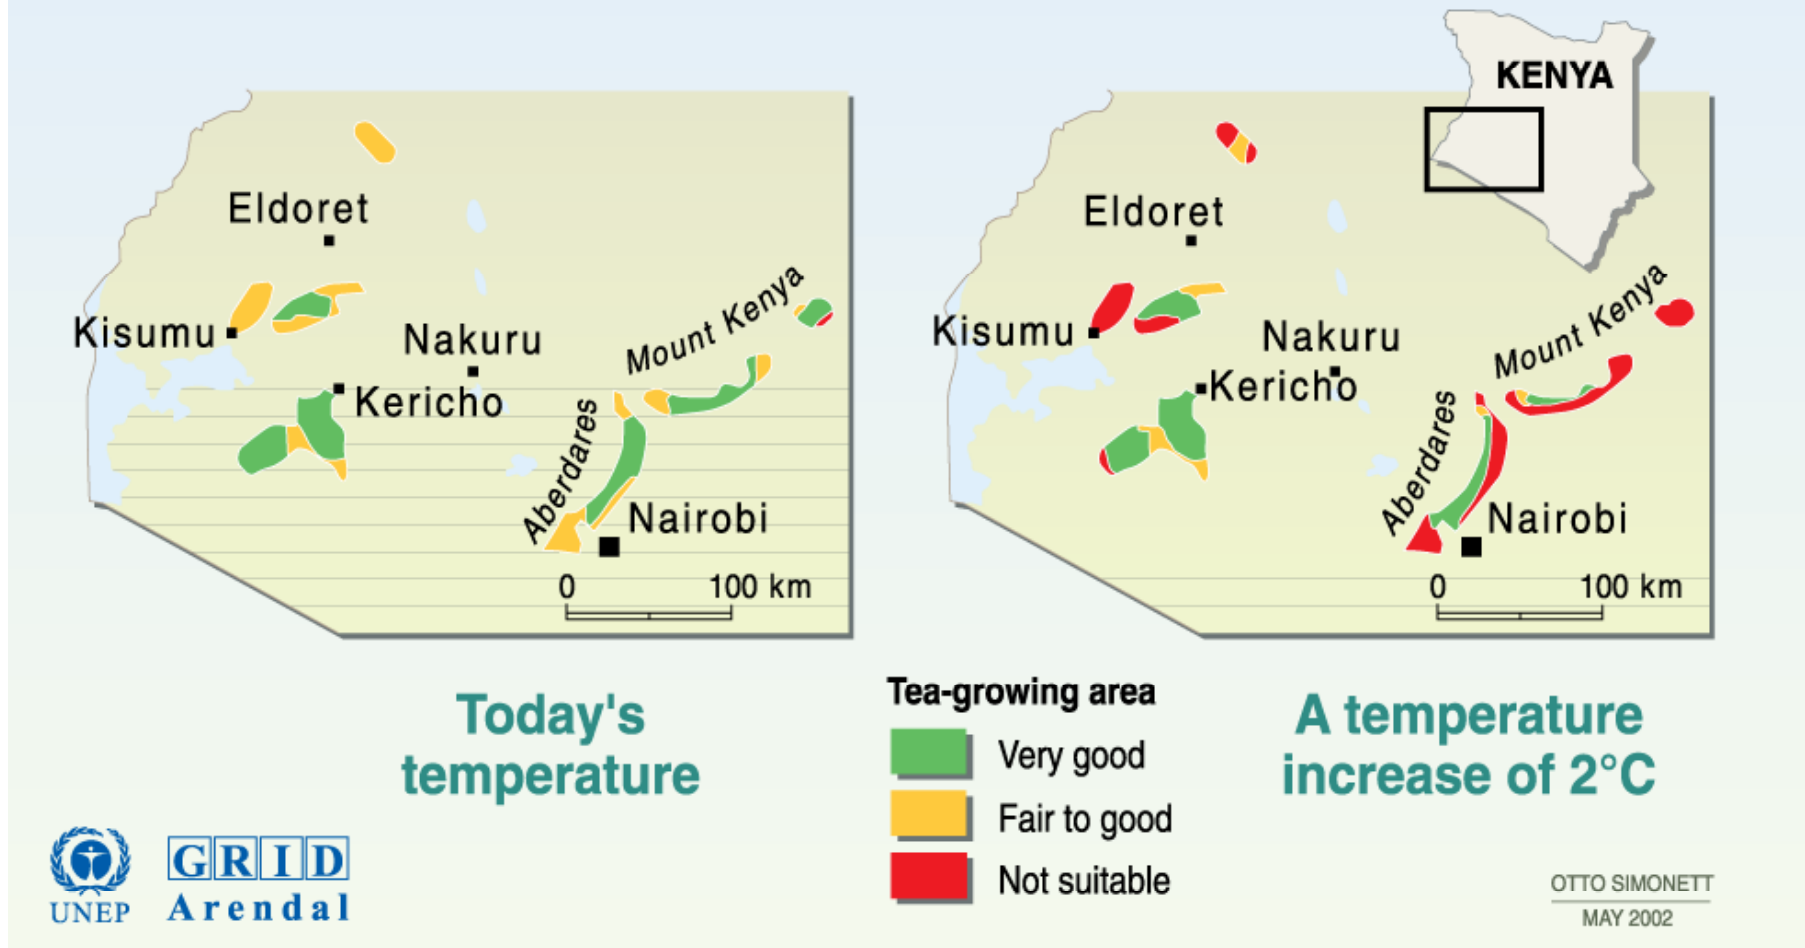 KENYA
Eldoret
Kisumu
Nakuru
Kericho
Mount Kenya
Aberdares
Nairobi
0 100 km
Eldoret
Kisumu
Nakuru
Kericho
Mount Kenya
Aberdares
Nairobi
0 100 km
Today's
temperature
Tea-growing area
Very good
Fair to good
Not suitable
A temperature
increase of 2°C
UNEP
GRID
Arendal
OTTO SIMONETT
MAY 2002